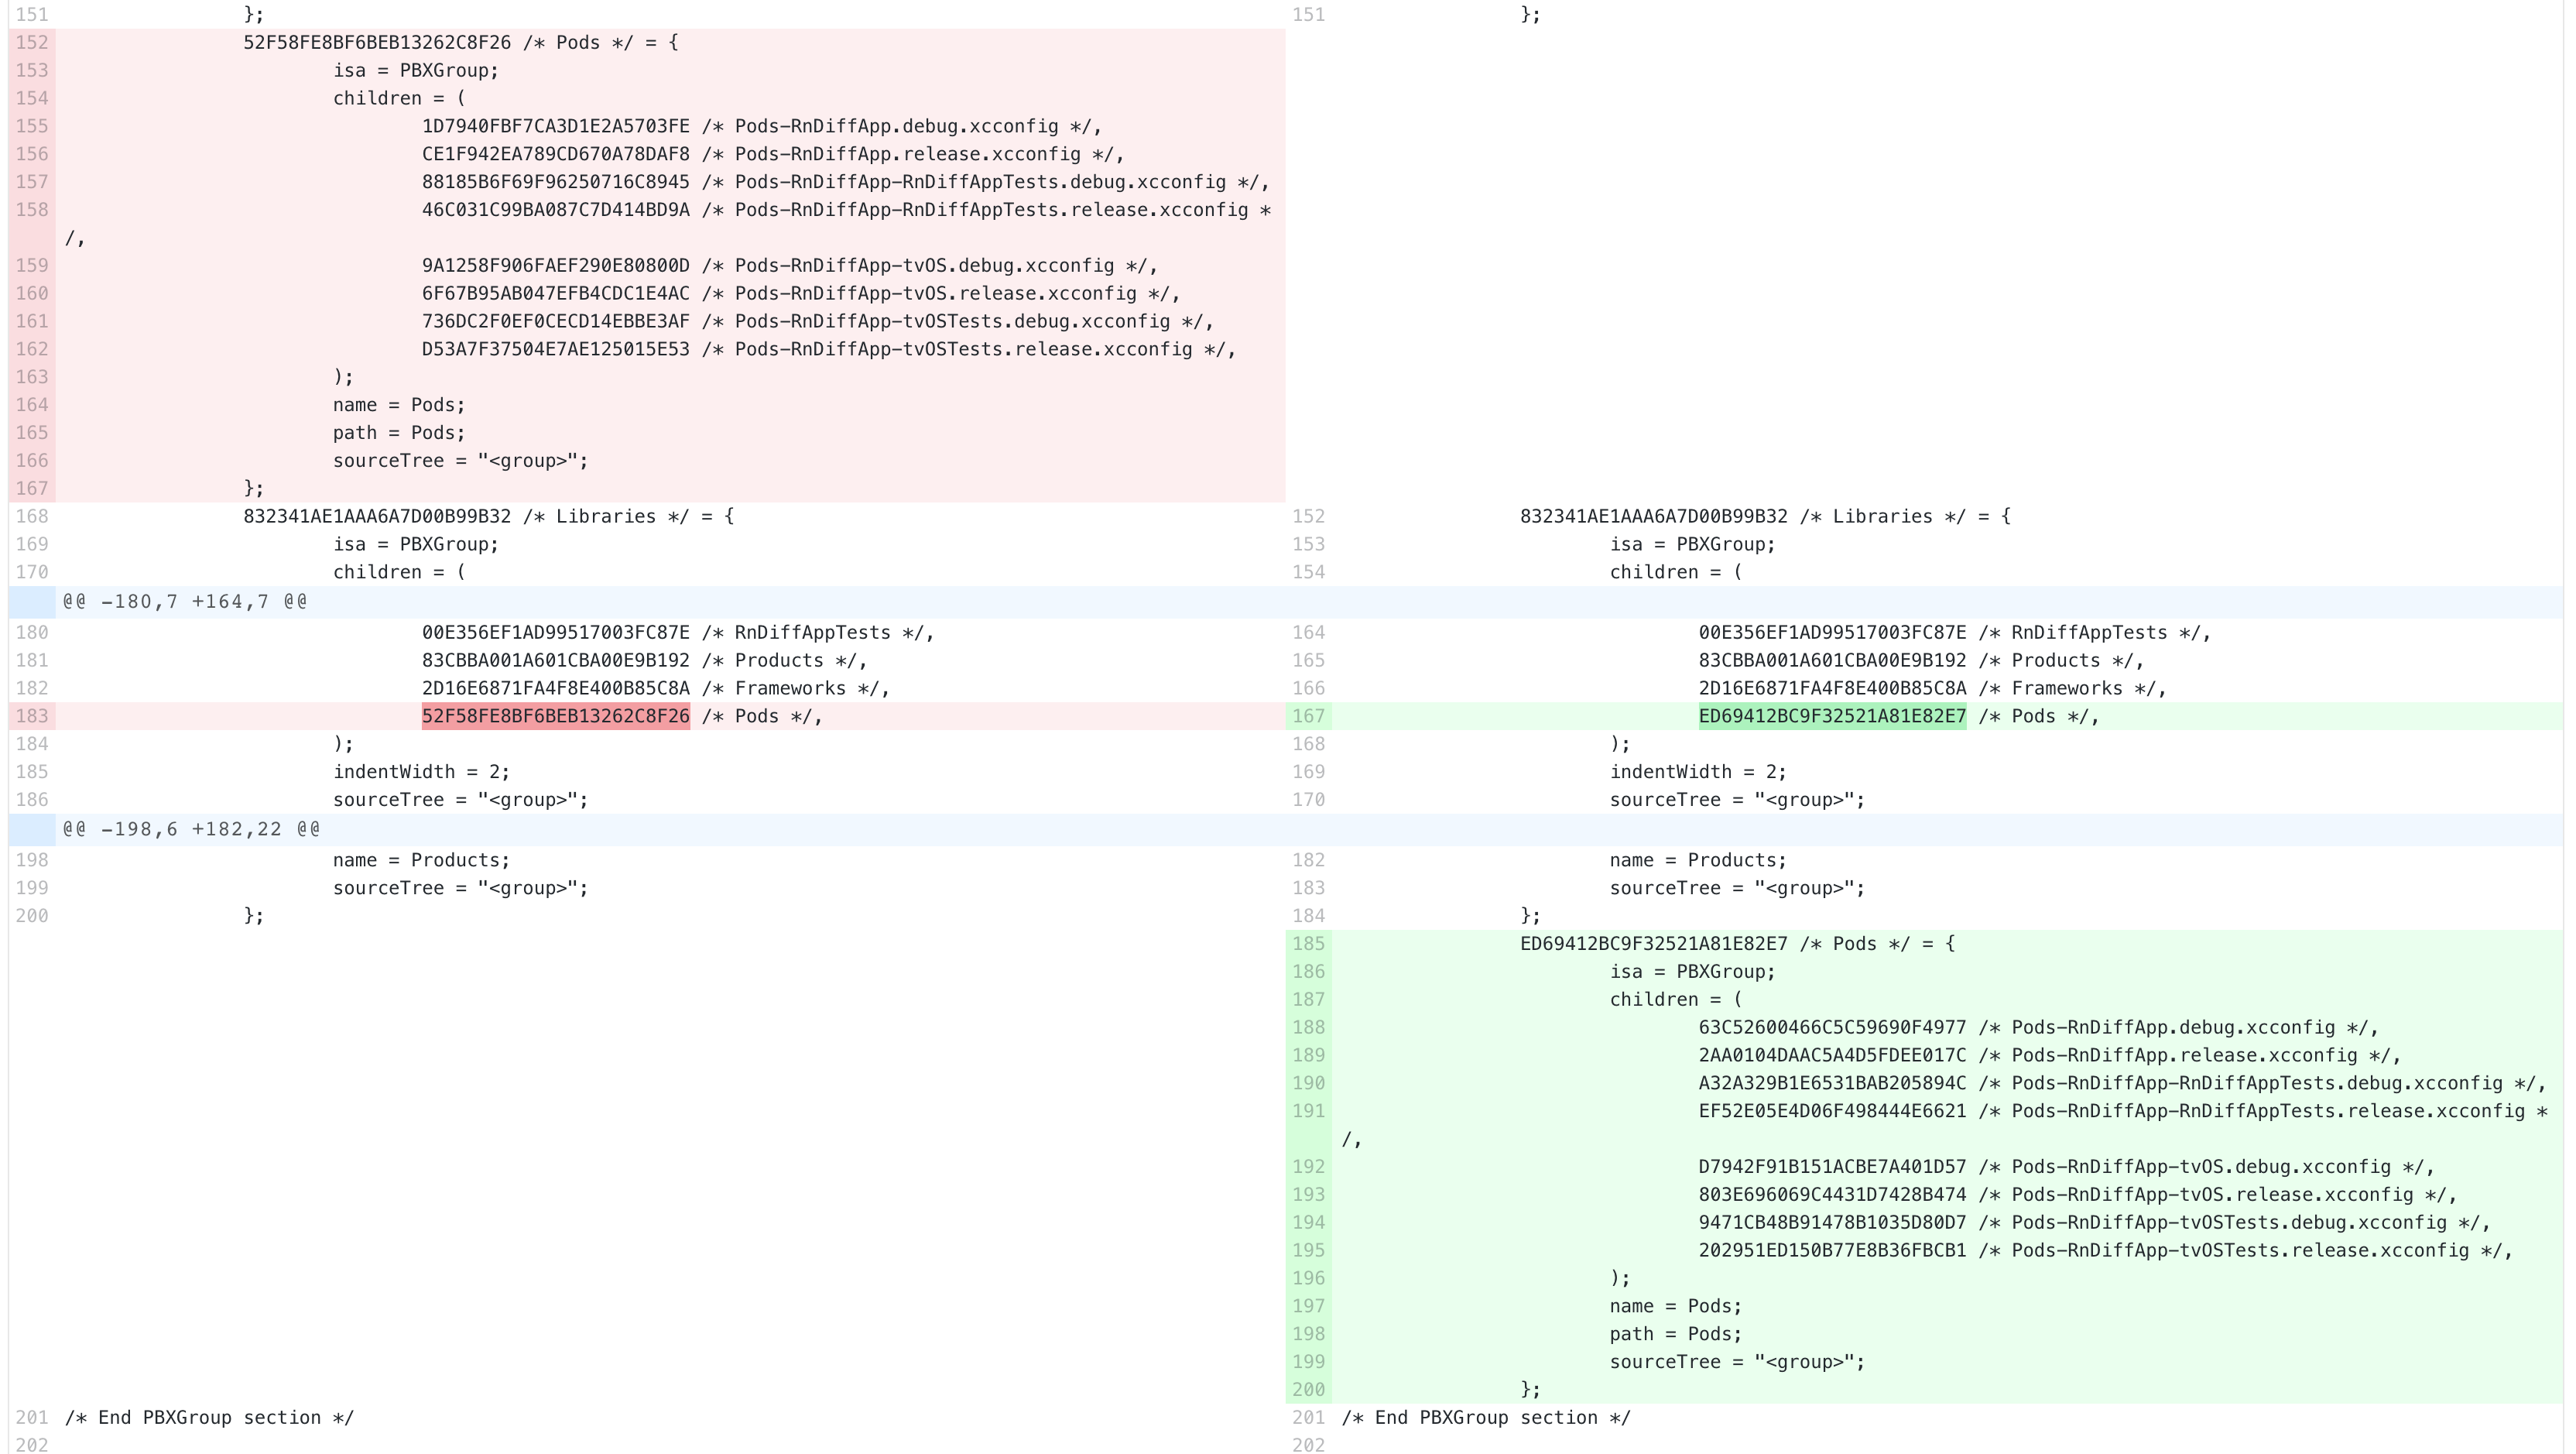 151 };
152 52F58FE8BF6BEB13262C8F26 /* Pods */ = {
153 isa = PBXGroup;
154 children = (
155 1D7940FBF7CA3D1E2A5703FE /* Pods-RnDiffApp.debug.xcconfig */,
156 CE1F942EA789CD670A78DAF8 /* Pods-RnDiffApp.release.xcconfig */,
157 88185B6F69F96250716C8945 /* Pods-RnDiffApp-RnDiffAppTests.debug.xcconfig */,
158 46C031C99BA087C7D414BD9A /* Pods-RnDiffApp-RnDiffAppTests.release.xcconfig *
/,
159 9A1258F906FAEF290E80800D /* Pods-RnDiffApp-tvOS.debug.xcconfig */,
160 6F67B95AB047EFB4CDC1E4AC /* Pods-RnDiffApp-tvOS.release.xcconfig */,
161 736DC2F0EF0CECD14EBBE3AF /* Pods-RnDiffApp-tvOSTests.debug.xcconfig */,
162 D53A7F37504E7AE125015E53 /* Pods-RnDiffApp-tvOSTests.release.xcconfig */,
163 );
164 name = Pods;
165 path = Pods;
166 sourceTree = "<group>";
167 };
168 832341AE1AAA6A7D00B99B32 /* Libraries */ = {
169 isa = PBXGroup;
170 children = (
@@ -180,7 +164,7 @@
180 00E356EF1AD99517003FC87E /* RnDiffAppTests */,
181 83CBBA001A601CBA00E9B192 /* Products */,
182 2D16E6871FA4F8E400B85C8A /* Frameworks */,
183 52F58FE8BF6BEB13262C8F26 /* Pods */,
184 );
185 indentWidth = 2;
186 sourceTree = "<group>";
@@ -198,6 +182,22 @@
198 name = Products;
199 sourceTree = "<group>";
200 };
201 /* End PBXGroup section */
202
151 };
152 832341AE1AAA6A7D00B99B32 /* Libraries */ = {
153 isa = PBXGroup;
154 children = (
164 00E356EF1AD99517003FC87E /* RnDiffAppTests */,
165 83CBBA001A601CBA00E9B192 /* Products */,
166 2D16E6871FA4F8E400B85C8A /* Frameworks */,
167 ED69412BC9F32521A81E82E7 /* Pods */,
168 );
169 indentWidth = 2;
170 sourceTree = "<group>";
182 name = Products;
183 sourceTree = "<group>";
184 };
185 ED69412BC9F32521A81E82E7 /* Pods */ = {
186 isa = PBXGroup;
187 children = (
188 63C52600466C5C59690F4977 /* Pods-RnDiffApp.debug.xcconfig */,
189 2AA0104DAAC5A4D5FDEE017C /* Pods-RnDiffApp.release.xcconfig */,
190 A32A329B1E6531BAB205894C /* Pods-RnDiffApp-RnDiffAppTests.debug.xcconfig */,
191 EF52E05E4D06F498444E6621 /* Pods-RnDiffApp-RnDiffAppTests.release.xcconfig *
/,
192 D7942F91B151ACBE7A401D57 /* Pods-RnDiffApp-tvOS.debug.xcconfig */,
193 803E696069C4431D7428B474 /* Pods-RnDiffApp-tvOS.release.xcconfig */,
194 9471CB48B91478B1035D80D7 /* Pods-RnDiffApp-tvOSTests.debug.xcconfig */,
195 202951ED150B77E8B36FBCB1 /* Pods-RnDiffApp-tvOSTests.release.xcconfig */,
196 );
197 name = Pods;
198 path = Pods;
199 sourceTree = "<group>";
200 };
201 /* End PBXGroup section */
202